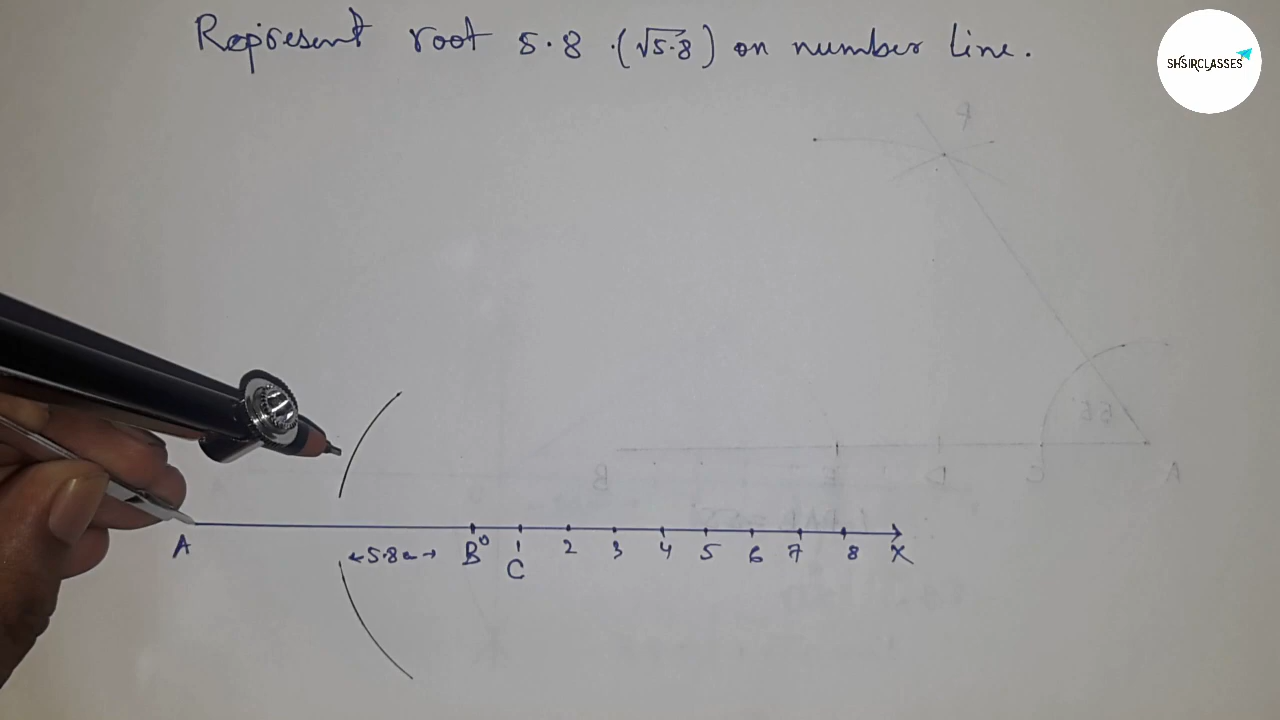 Represent root 5.8 .(√5.8) on number line.
SHSIRCLASSES
A ←5.8cm→ B 0 1 2 3 4 5 6 7 8 X
C